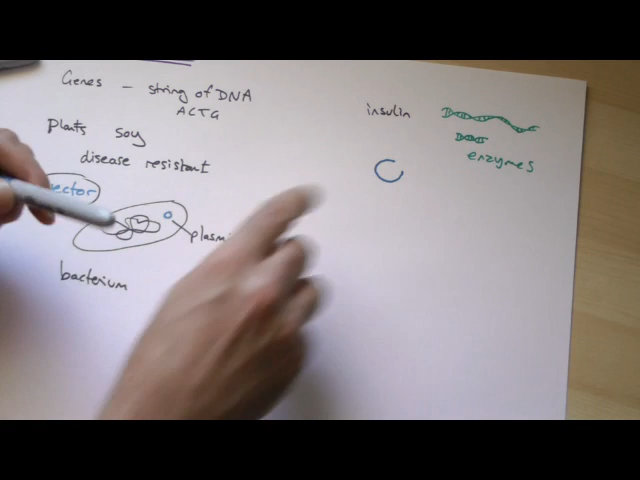 Genes – string of DNA
ACTG
Plants soy
disease resistant
bacterium
insulin
enzymes